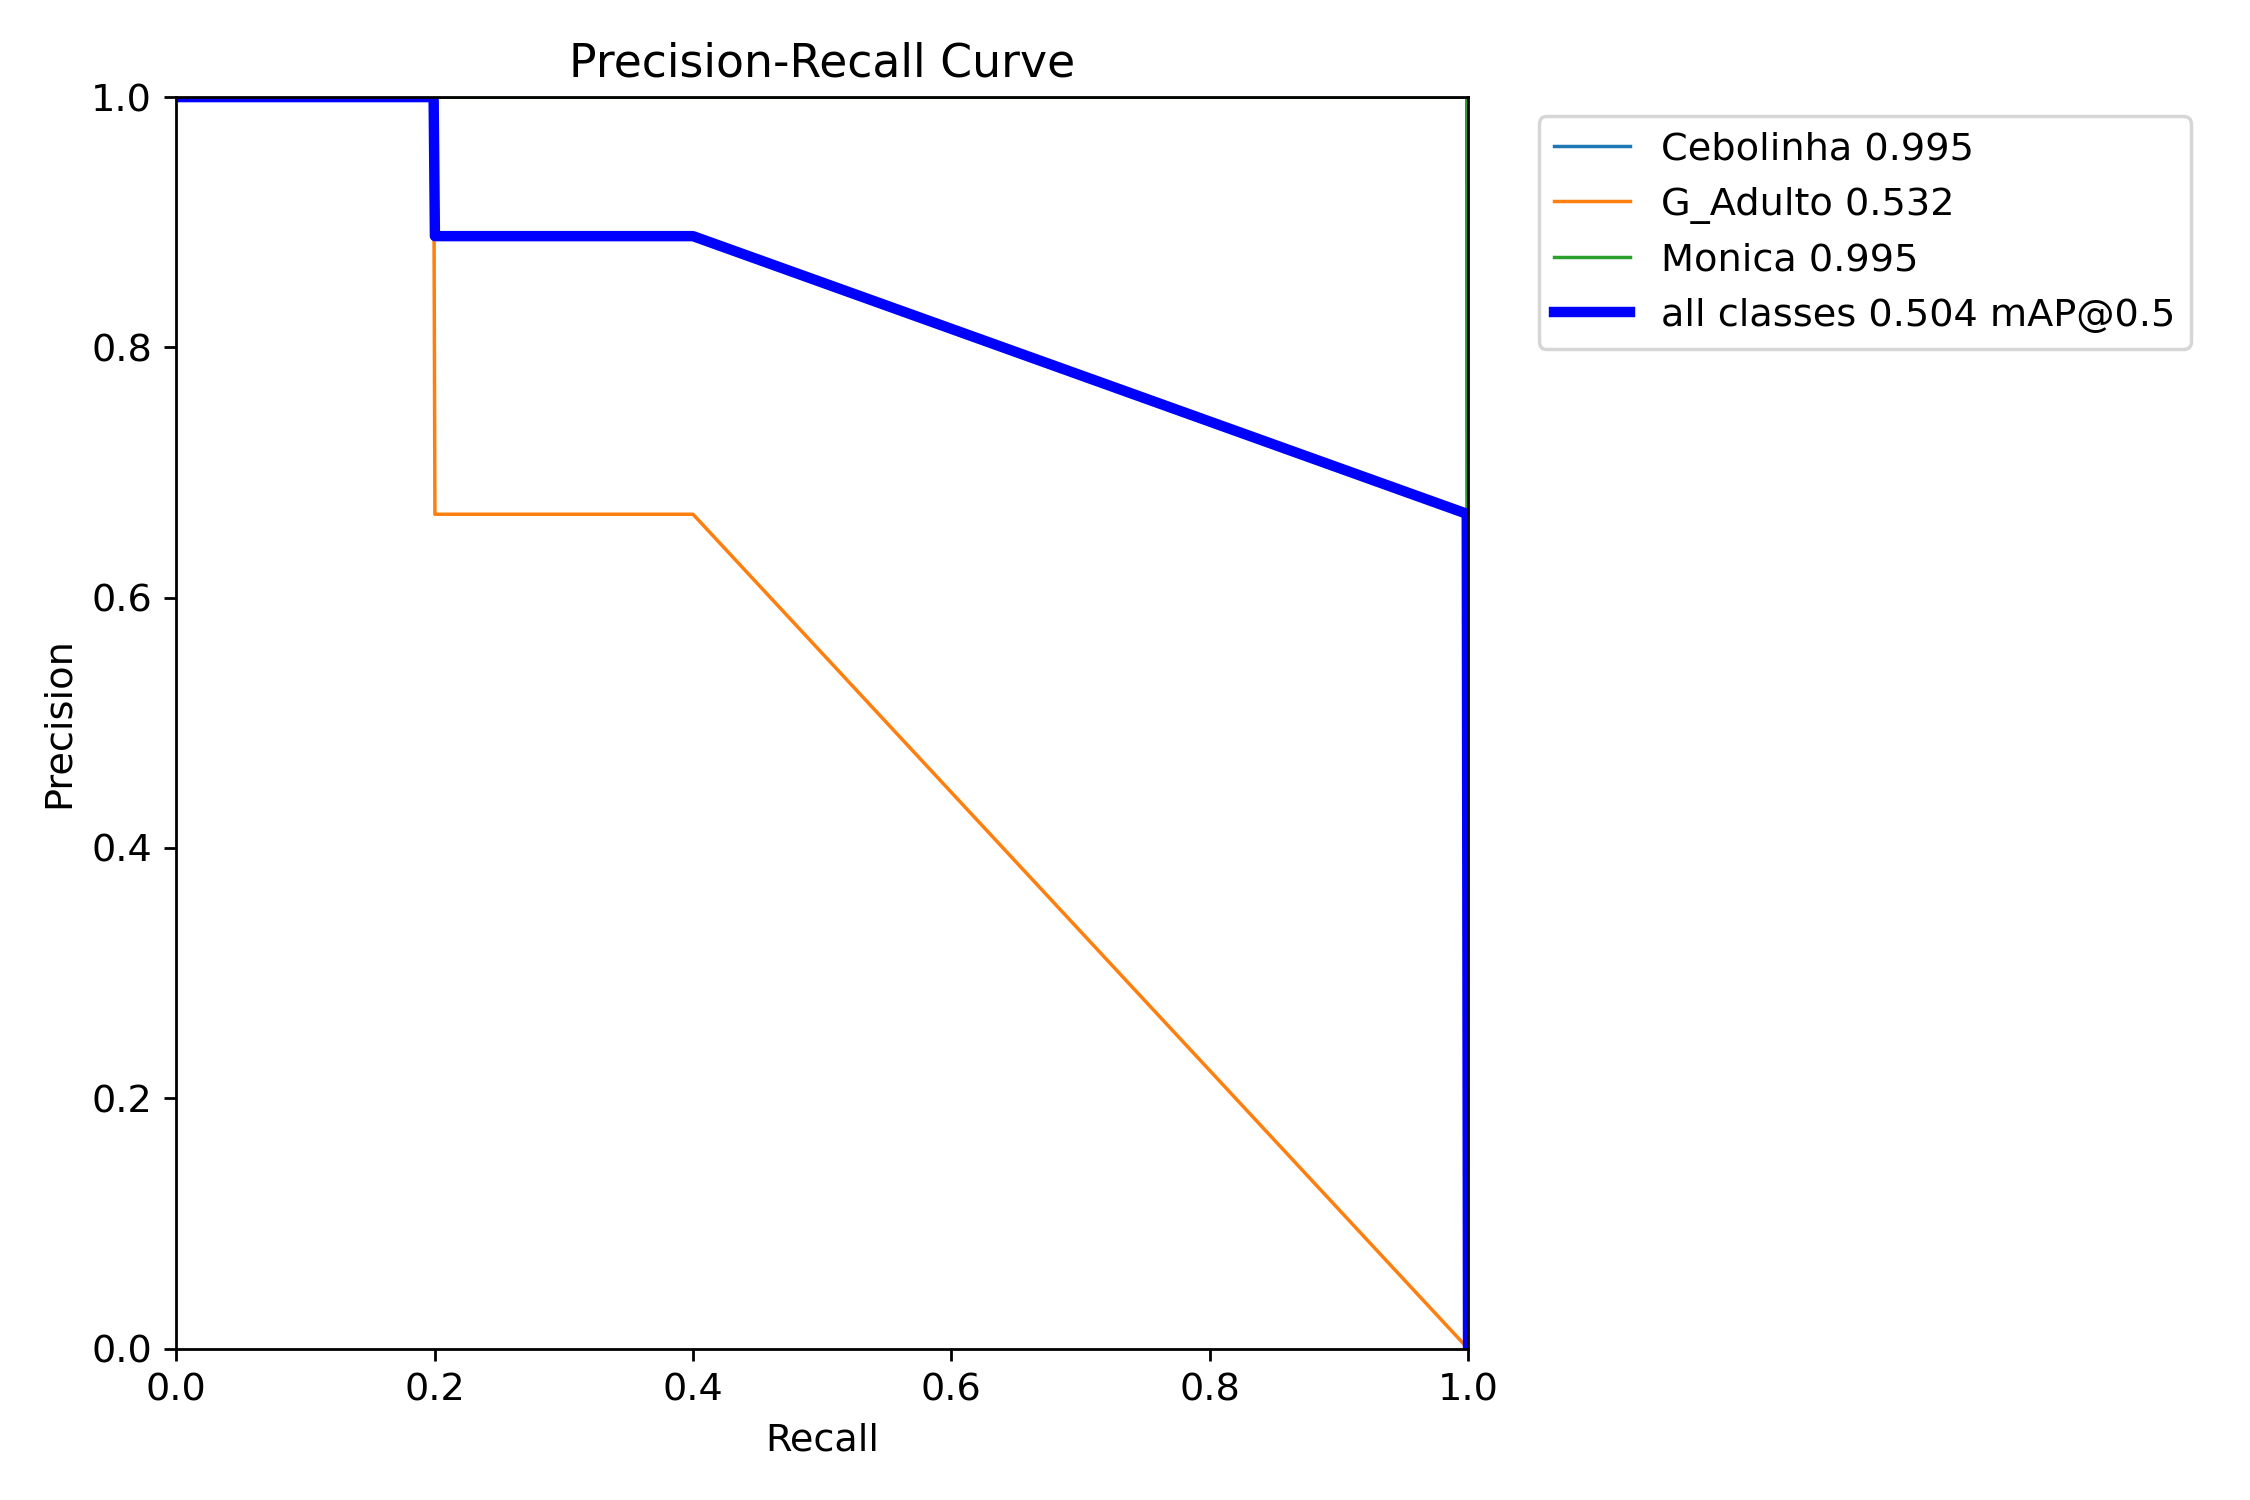 Precision-Recall Curve
1.0
0.8
0.6
0.4
0.2
0.0
Precision
0.0 0.2 0.4 0.6 0.8 1.0
Recall
Cebolinha 0.995
G_Adulto 0.532
Monica 0.995
all classes 0.504 mAP@0.5